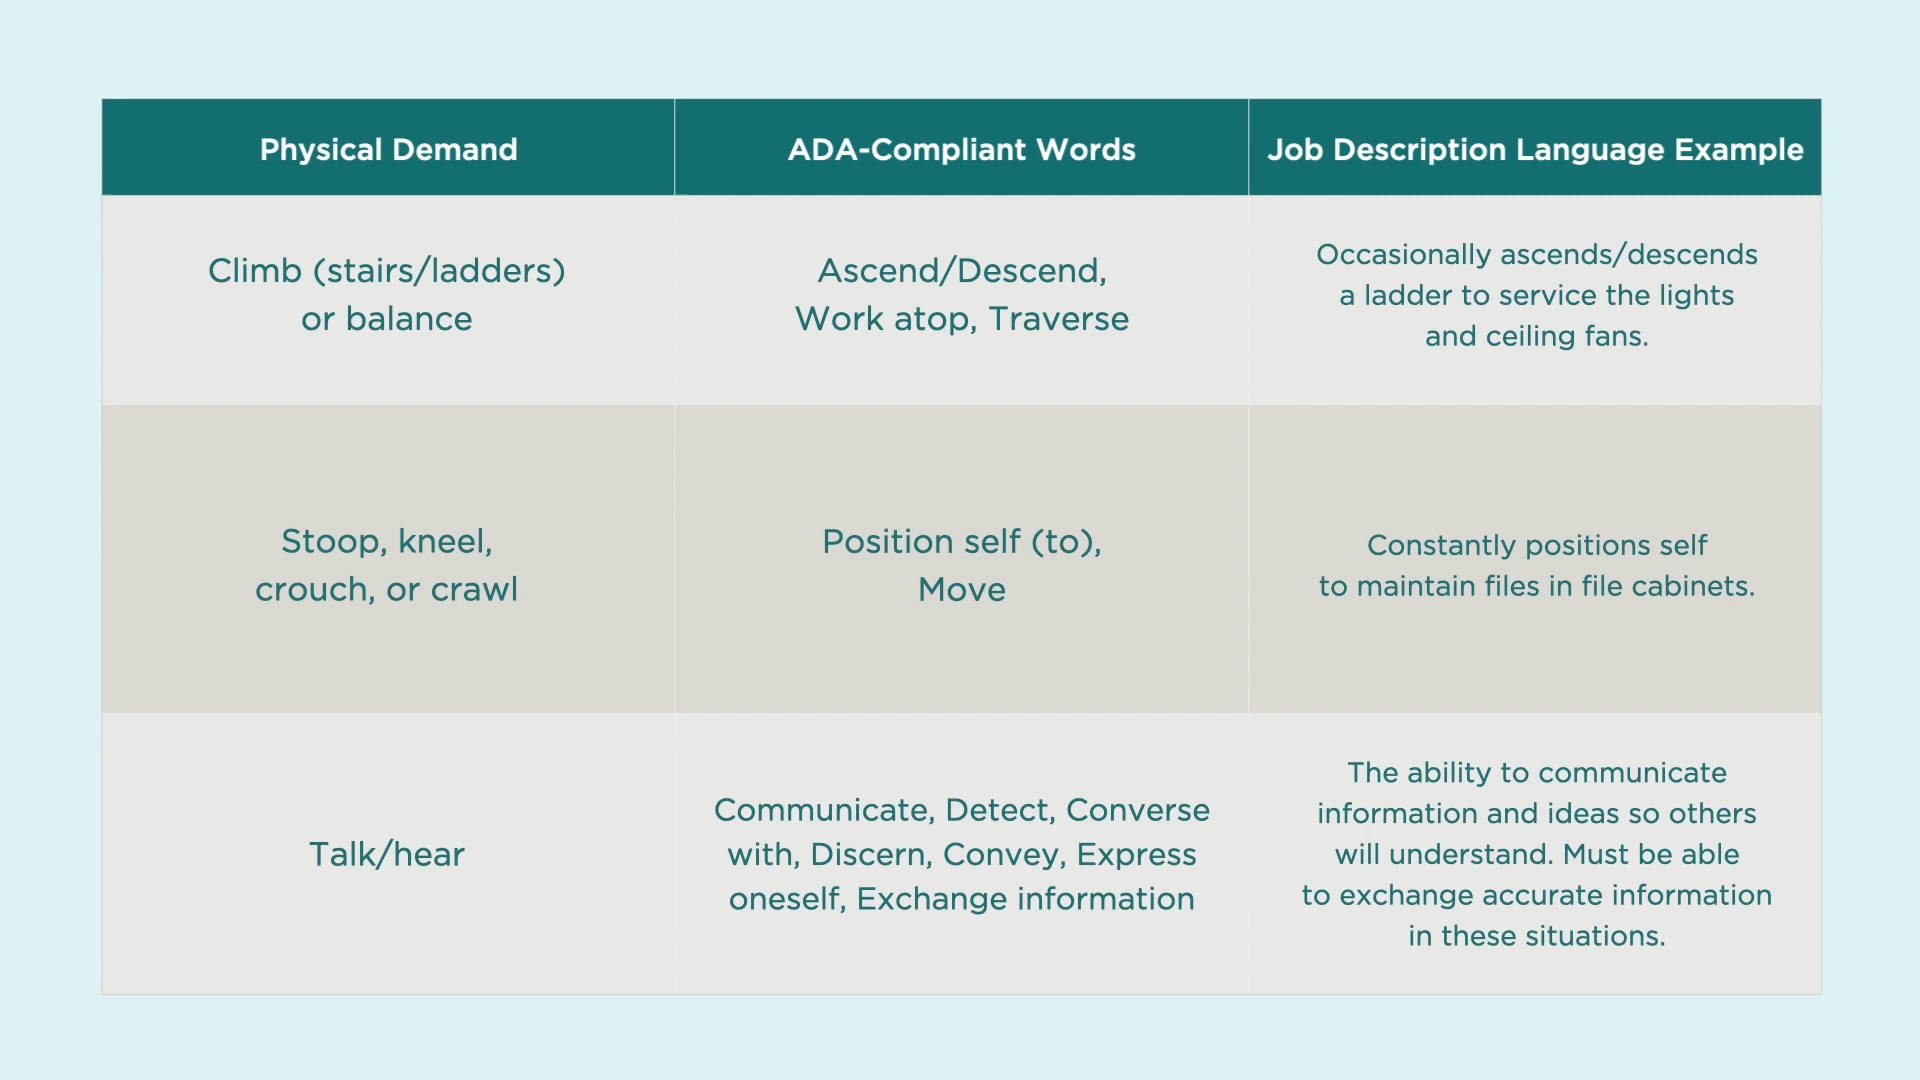 Physical Demand
ADA-Compliant Words
Job Description Language Example
Climb (stairs/ladders)
or balance
Ascend/Descend,
Work atop, Traverse
Occasionally ascends/descends
a ladder to service the lights
and ceiling fans.
Stoop, kneel,
crouch, or crawl
Position self (to),
Move
Constantly positions self
to maintain files in file cabinets.
Talk/hear
Communicate, Detect, Converse
with, Discern, Convey, Express
oneself, Exchange information
The ability to communicate
information and ideas so others
will understand. Must be able
to exchange accurate information
in these situations.